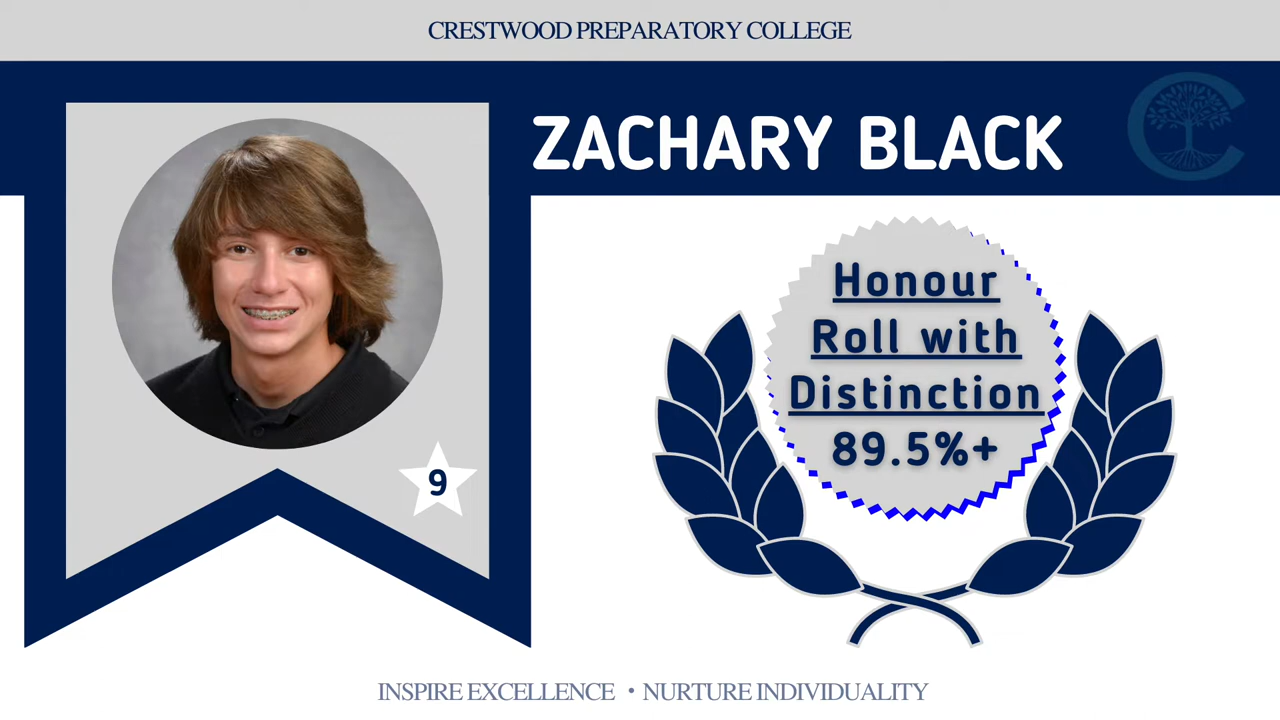 CRESTWOOD PREPARATORY COLLEGE
ZACHARY BLACK
Honour
Roll with
Distinction
89.5%+
9
INSPIRE EXCELLENCE • NURTURE INDIVIDUALITY